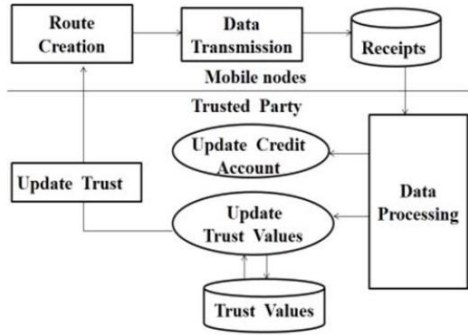 Route
Creation
Data
Transmission
Receipts
Mobile nodes
Trusted Party
Update Credit
Account
Update Trust
Update
Trust Values
Data
Processing
Trust Values